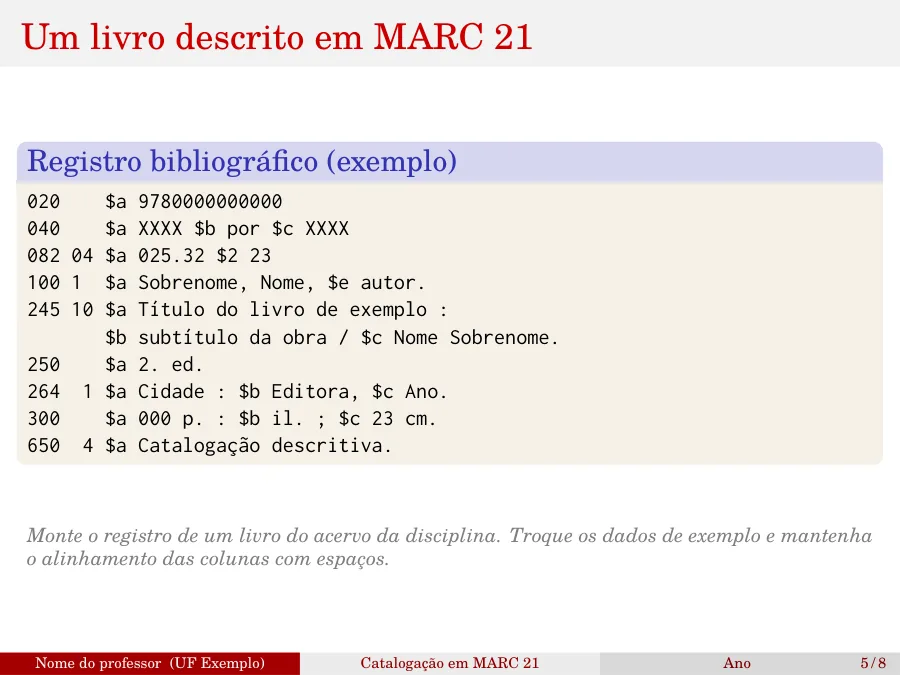 Um livro descrito em MARC 21
Registro bibliográfico (exemplo)
020    $a 9780000000000
040    $a XXXX $b por $c XXXX
082 04 $a 025.32 $2 23
100 1  $a Sobrenome, Nome, $e autor.
245 10 $a Título do livro de exemplo :
       $b subtítulo da obra / $c Nome Sobrenome.
250    $a 2. ed.
264  1 $a Cidade : $b Editora, $c Ano.
300    $a 000 p. : $b il. ; $c 23 cm.
650  4 $a Catalogação descritiva.
Monte o registro de um livro do acervo da disciplina. Troque os dados de exemplo e mantenha
o alinhamento das colunas com espaços.
Nome do professor (UF Exemplo) Catalogação em MARC 21 Ano 5/8